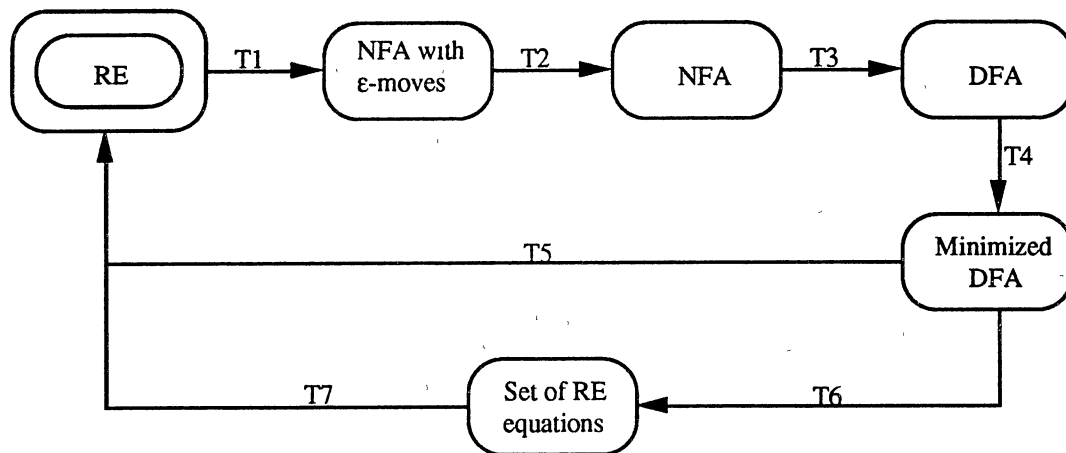 RE
T1
NFA with
ε-moves
T2
NFA
T3
DFA
T4
Minimized
DFA
T5
T6
Set of RE
equations
T7